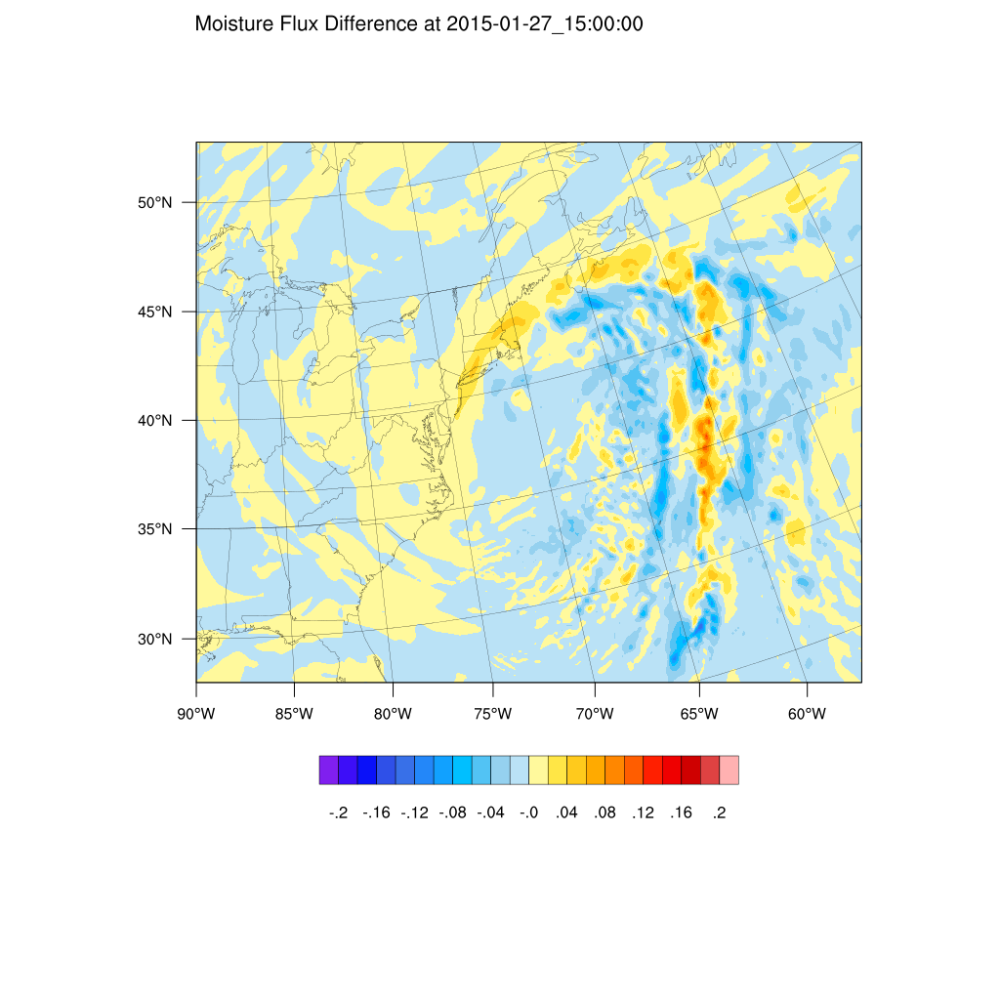 Moisture Flux Difference at 2015-01-27_15:00:00
50°N
45°N
40°N
35°N
30°N
90°W 85°W 80°W 75°W 70°W 65°W 60°W
-.2 -.16 -.12 -.08 -.04 -.0 .04 .08 .12 .16 .2